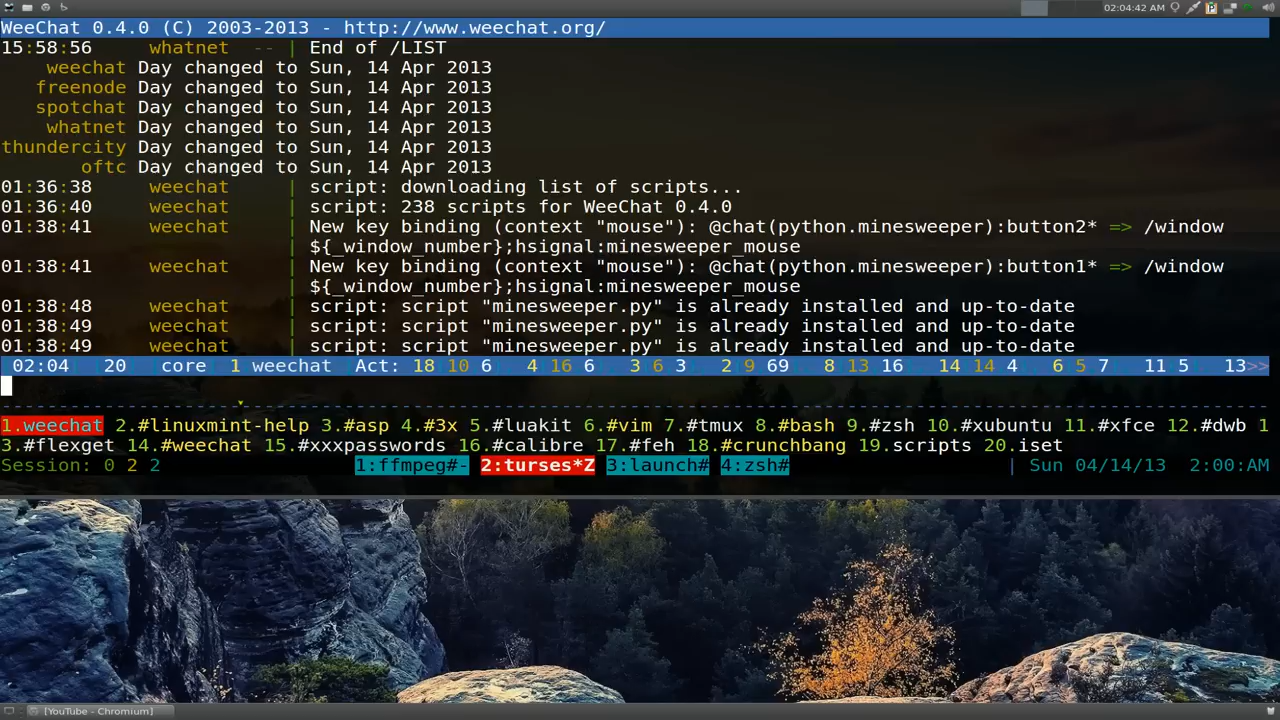 02:04:42 AM
WeeChat 0.4.0 (C) 2003-2013 - http://www.weechat.org/
15:58:56 whatnet -- | End of /LIST
weechat Day changed to Sun, 14 Apr 2013
freenode Day changed to Sun, 14 Apr 2013
spotchat Day changed to Sun, 14 Apr 2013
whatnet Day changed to Sun, 14 Apr 2013
thundercity Day changed to Sun, 14 Apr 2013
oftc Day changed to Sun, 14 Apr 2013
01:36:38 weechat | script: downloading list of scripts...
01:36:40 weechat | script: 238 scripts for WeeChat 0.4.0
01:38:41 weechat | New key binding (context "mouse"): @chat(python.minesweeper):button2* => /window
| ${_window_number};hsignal:minesweeper_mouse
01:38:41 weechat | New key binding (context "mouse"): @chat(python.minesweeper):button1* => /window
| ${_window_number};hsignal:minesweeper_mouse
01:38:48 weechat | script: script "minesweeper.py" is already installed and up-to-date
01:38:49 weechat | script: script "minesweeper.py" is already installed and up-to-date
01:38:49 weechat | script: script "minesweeper.py" is already installed and up-to-date
02:04 20 core 1 weechat Act: 18 10 6 4 16 6 3 6 3 2 9 69 8 13 16 14 14 4 6 5 7 11 5 13>>
1.weechat 2.#linuxmint-help 3.#asp 4.#3x 5.#luakit 6.#vim 7.#tmux 8.#bash 9.#zsh 10.#xubuntu 11.#xfce 12.#dwb 1
3.#flexget 14.#weechat 15.#xxxpasswords 16.#calibre 17.#feh 18.#crunchbang 19.scripts 20.iset
Session: 0 2 2 1:ffmpeg#- 2:turses*Z 3:launch# 4:zsh# | Sun 04/14/13 2:00:AM
[YouTube - Chromium]